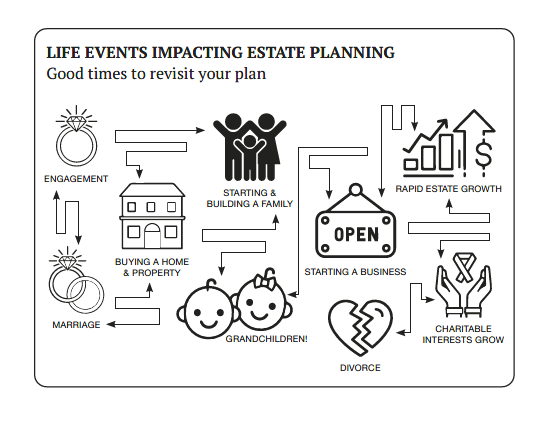 LIFE EVENTS IMPACTING ESTATE PLANNING
Good times to revisit your plan
ENGAGEMENT
STARTING &
BUILDING A FAMILY
RAPID ESTATE GROWTH
$
OPEN
BUYING A HOME
& PROPERTY
STARTING A BUSINESS
MARRIAGE
GRANDCHILDREN!
CHARITABLE
INTERESTS GROW
DIVORCE